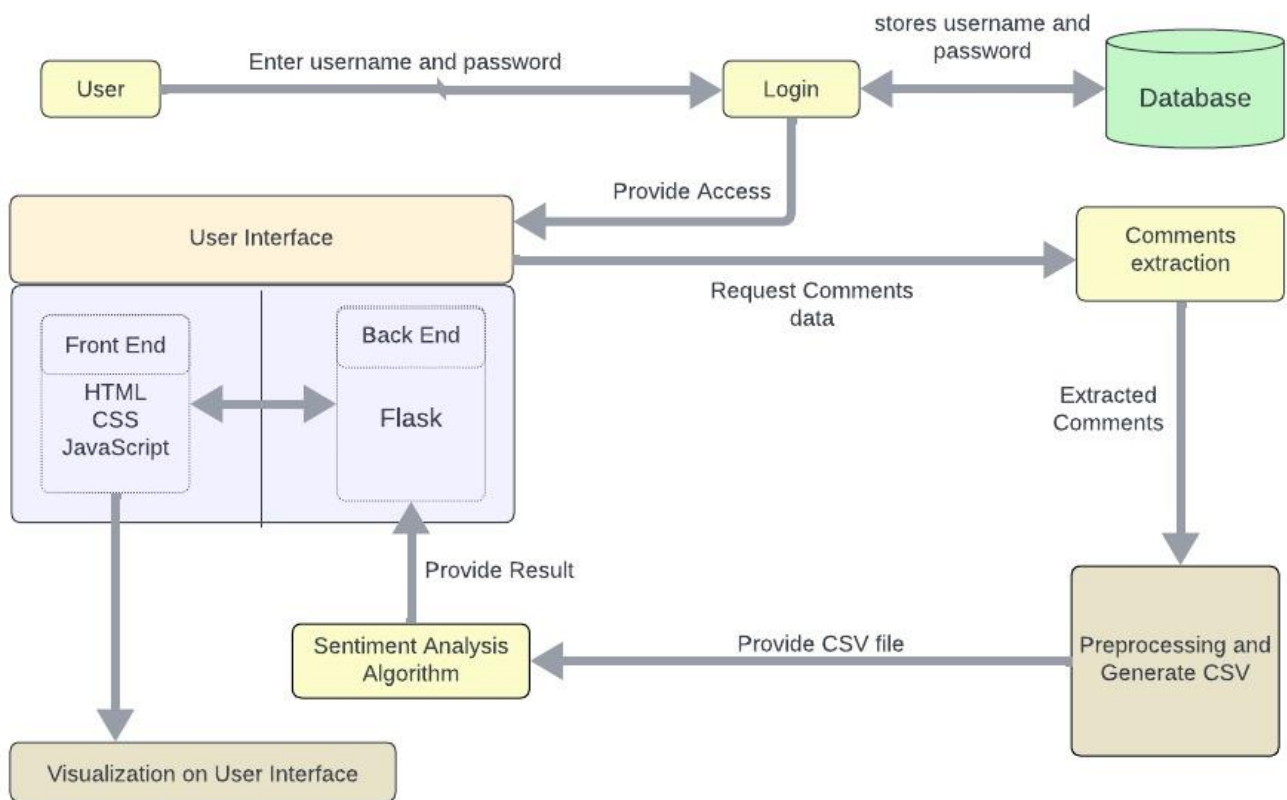 stores username and
password
Enter username and password
User
Login
Database
Provide Access
User Interface
Comments
extraction
Request Comments
data
Front End
HTML
CSS
JavaScript
Back End
Flask
Extracted
Comments
Provide Result
Sentiment Analysis
Algorithm
Provide CSV file
Preprocessing and
Generate CSV
Visualization on User Interface